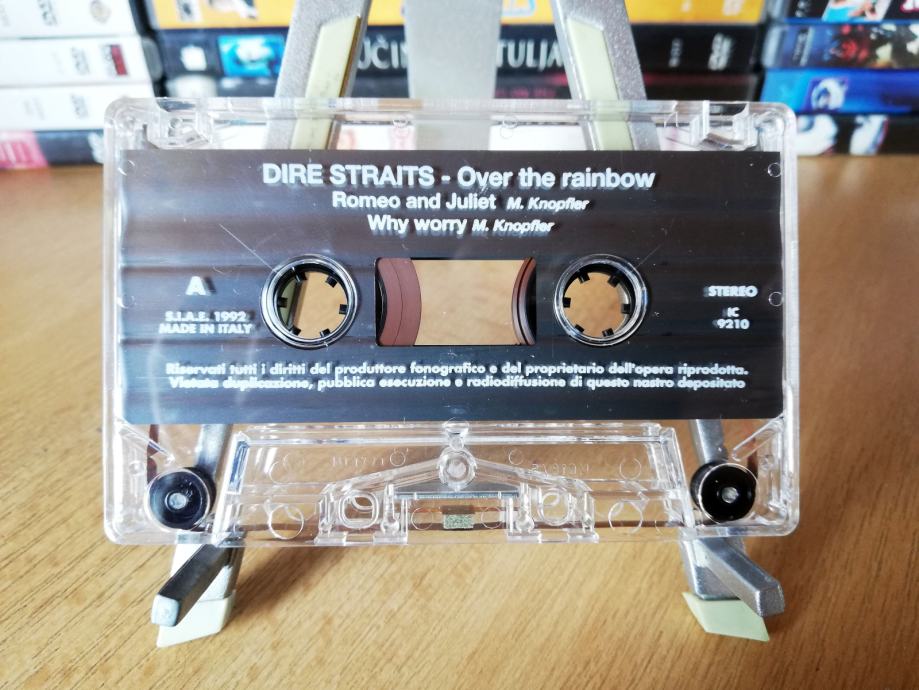 UČIN TULJA
DIRE STRAITS - Over the rainbow
Romeo and Juliet M. Knopfler
Why worry M. Knopfler
A
STEREO
S.I.A.E. 1992
MADE IN ITALY
IC
9210
Riservati tutti i diritti del produttore fonografico e del proprietario dell'opera riprodotta.
Vietata duplicazione, pubblica esecuzione e radiodiffusione di questo nastro depositato